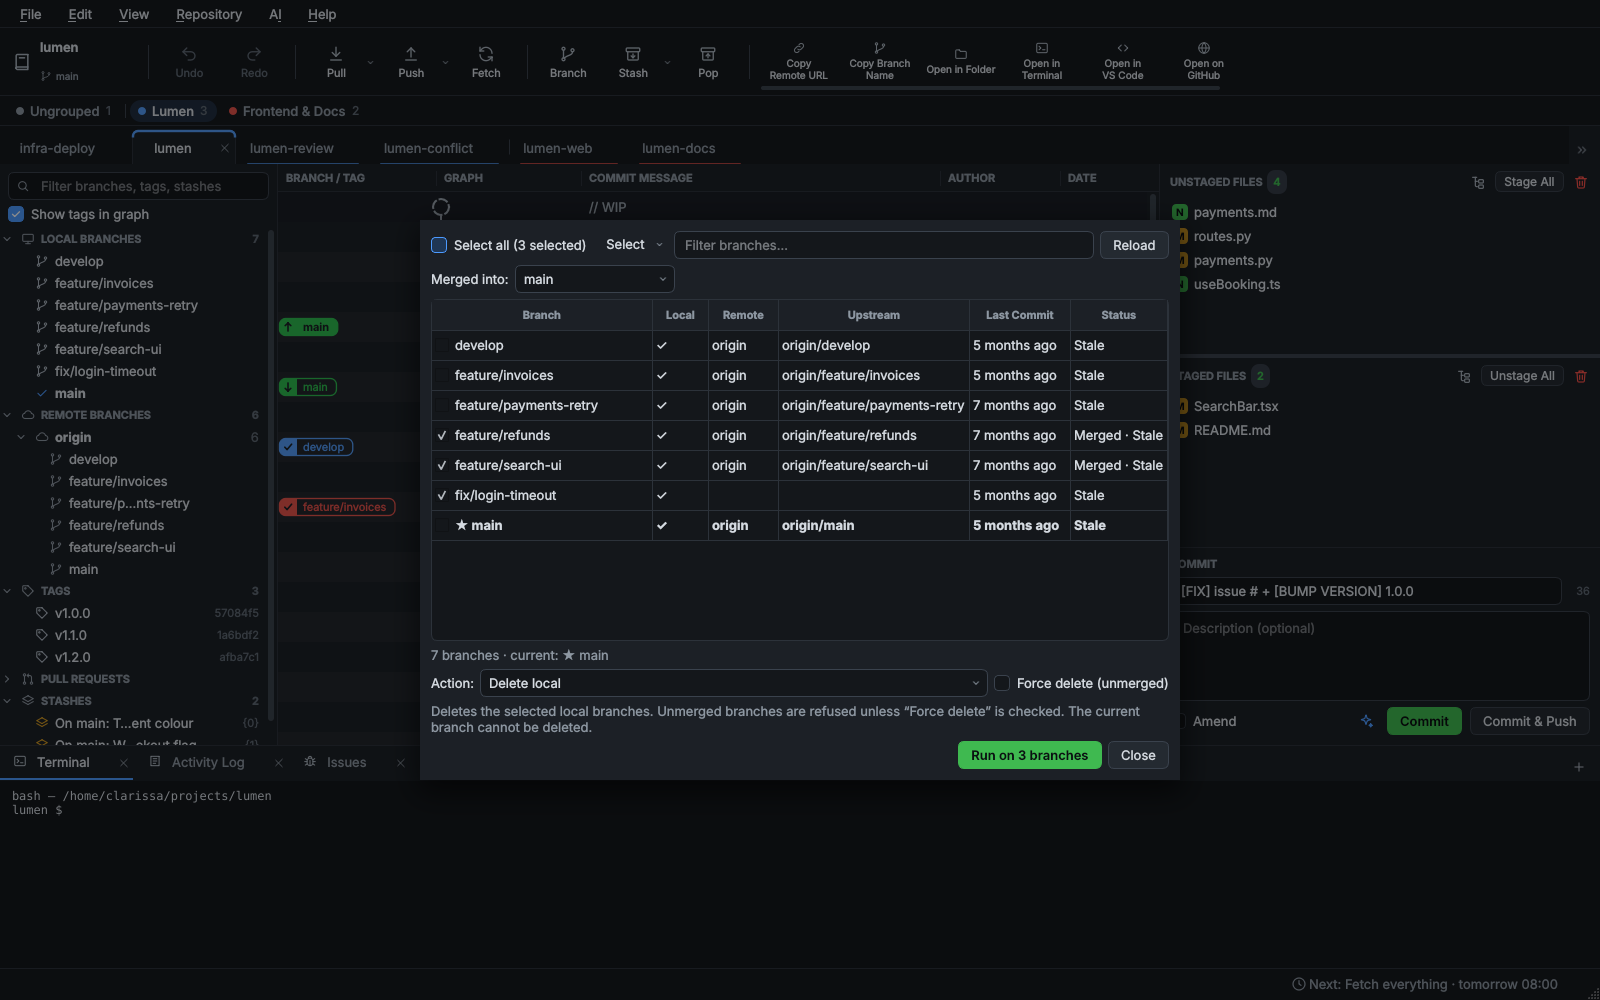 File Edit View Repository AI Help
lumen
main
Undo Redo Pull Push Fetch Branch Stash Pop
Copy Remote URL
Copy Branch Name
Open in Folder
Open in Terminal
Open in VS Code
Open on GitHub
Ungrouped 1 Lumen 3 Frontend & Docs 2
infra-deploy lumen lumen-review lumen-conflict lumen-web lumen-docs
Filter branches, tags, stashes
Show tags in graph
LOCAL BRANCHES 7
develop
feature/invoices
feature/payments-retry
feature/refunds
feature/search-ui
fix/login-timeout
main
REMOTE BRANCHES 6
origin 6
develop
feature/invoices
feature/p...nts-retry
feature/refunds
feature/search-ui
main
TAGS 3
v1.0.0 57084f5
v1.1.0 1a6bdf2
v1.2.0 afba7c1
PULL REQUESTS
STASHES 2
On main: T...ent colour {0}
On main: W...ckout flag {1}
BRANCH / TAG GRAPH COMMIT MESSAGE AUTHOR DATE
// WIP
main
main
develop
feature/invoices
Select all (3 selected) Select Filter branches... Reload
Merged into: main
Branch Local Remote Upstream Last Commit Status
develop ✓ origin origin/develop 5 months ago Stale
feature/invoices ✓ origin origin/feature/invoices 5 months ago Stale
feature/payments-retry ✓ origin origin/feature/payments-retry 7 months ago Stale
✓ feature/refunds ✓ origin origin/feature/refunds 7 months ago Merged · Stale
✓ feature/search-ui ✓ origin origin/feature/search-ui 7 months ago Merged · Stale
✓ fix/login-timeout ✓ 5 months ago Stale
★ main ✓ origin origin/main 5 months ago Stale
7 branches · current: ★ main
Action: Delete local Force delete (unmerged)
Deletes the selected local branches. Unmerged branches are refused unless “Force delete” is checked. The current
branch cannot be deleted.
Run on 3 branches Close
UNSTAGED FILES 4 Stage All
N payments.md
routes.py
payments.py
useBooking.ts
TAGED FILES 2 Unstage All
SearchBar.tsx
README.md
OMMIT
[FIX] issue # + [BUMP VERSION] 1.0.0 36
Description (optional)
Amend Commit Commit & Push
Terminal Activity Log Issues
bash — /home/clarissa/projects/lumen
lumen $
Next: Fetch everything · tomorrow 08:00